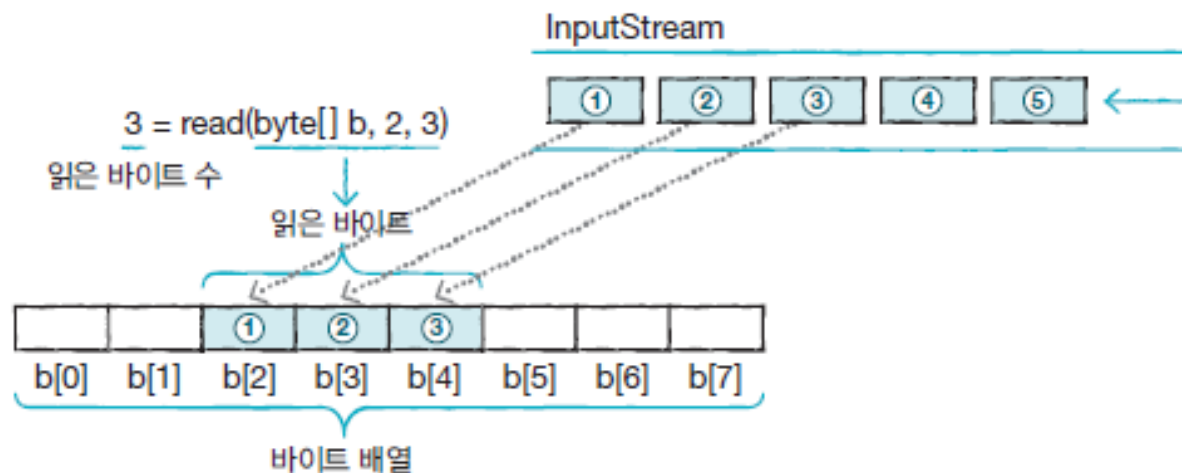 InputStream
① ② ③ ④ ⑤
3 = read(byte[] b, 2, 3)
읽은 바이트 수
읽은 바이트
① ② ③
b[0] b[1] b[2] b[3] b[4] b[5] b[6] b[7]
바이트 배열